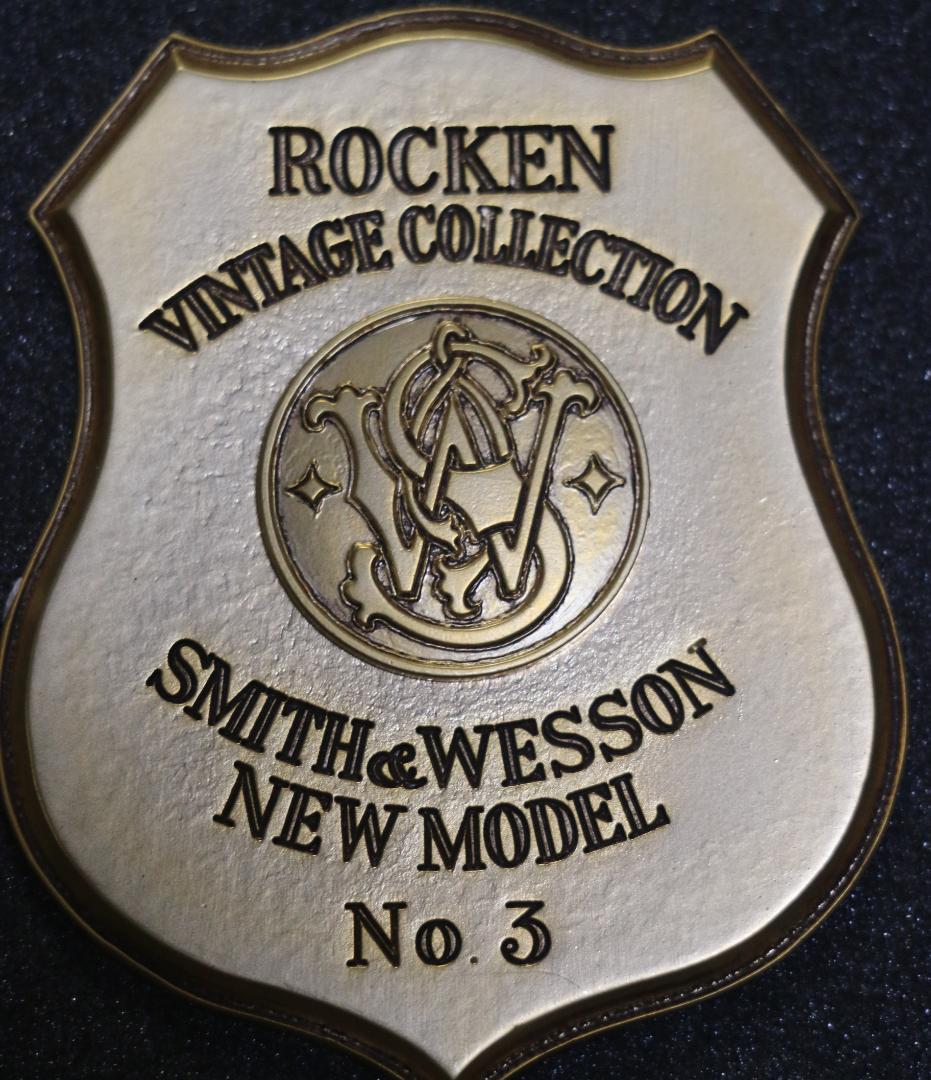 ROCKEN
VINTAGE COLLECTION
SMITH & WESSON
NEW MODEL
No. 3